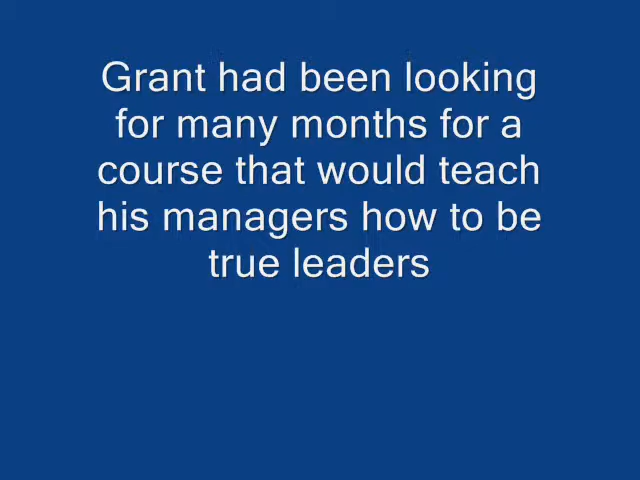 Grant had been looking
for many months for a
course that would teach
his managers how to be
true leaders